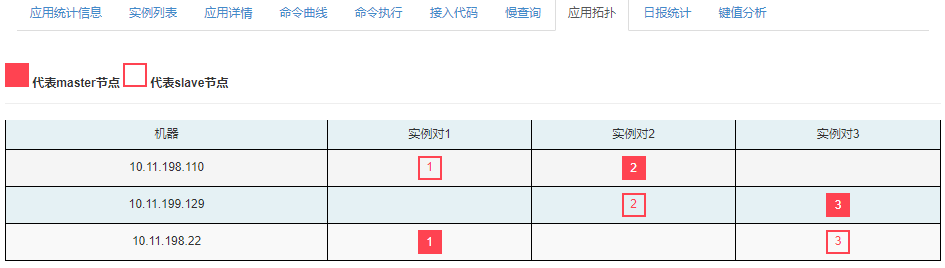 应用统计信息 实例列表 应用详情 命令曲线 命令执行 接入代码 慢查询 应用拓扑 日报统计 键值分析
代表master节点 代表slave节点
机器 实例对1 实例对2 实例对3
10.11.198.110 1 2
10.11.199.129 2 3
10.11.198.22 1 3